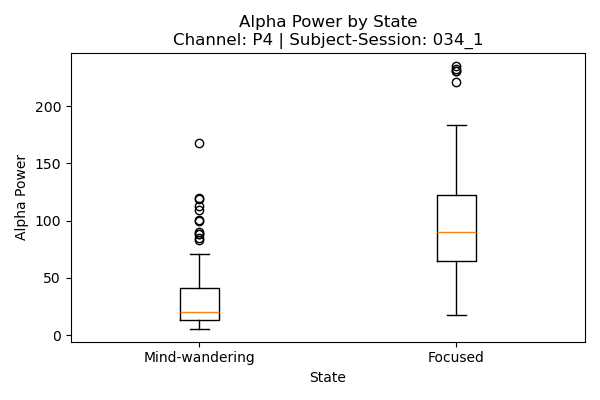 Alpha Power by State
Channel: P4 | Subject-Session: 034_1
Alpha Power
200
150
100
50
0
Mind-wandering
Focused
State